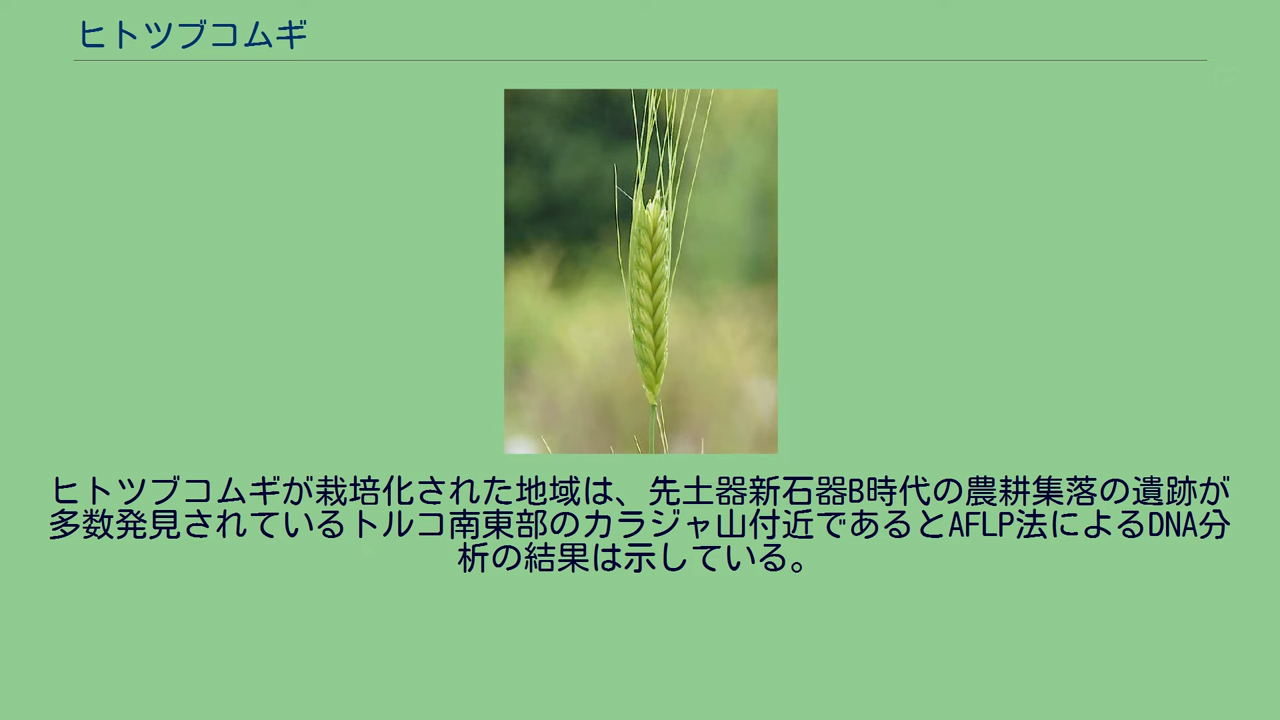 ヒトツブコムギ
ヒトツブコムギが栽培化された地域は、先土器新石器B時代の農耕集落の遺跡が
多数発見されているトルコ南東部のカラジャ山付近であるとAFLP法によるDNA分
析の結果は示している。